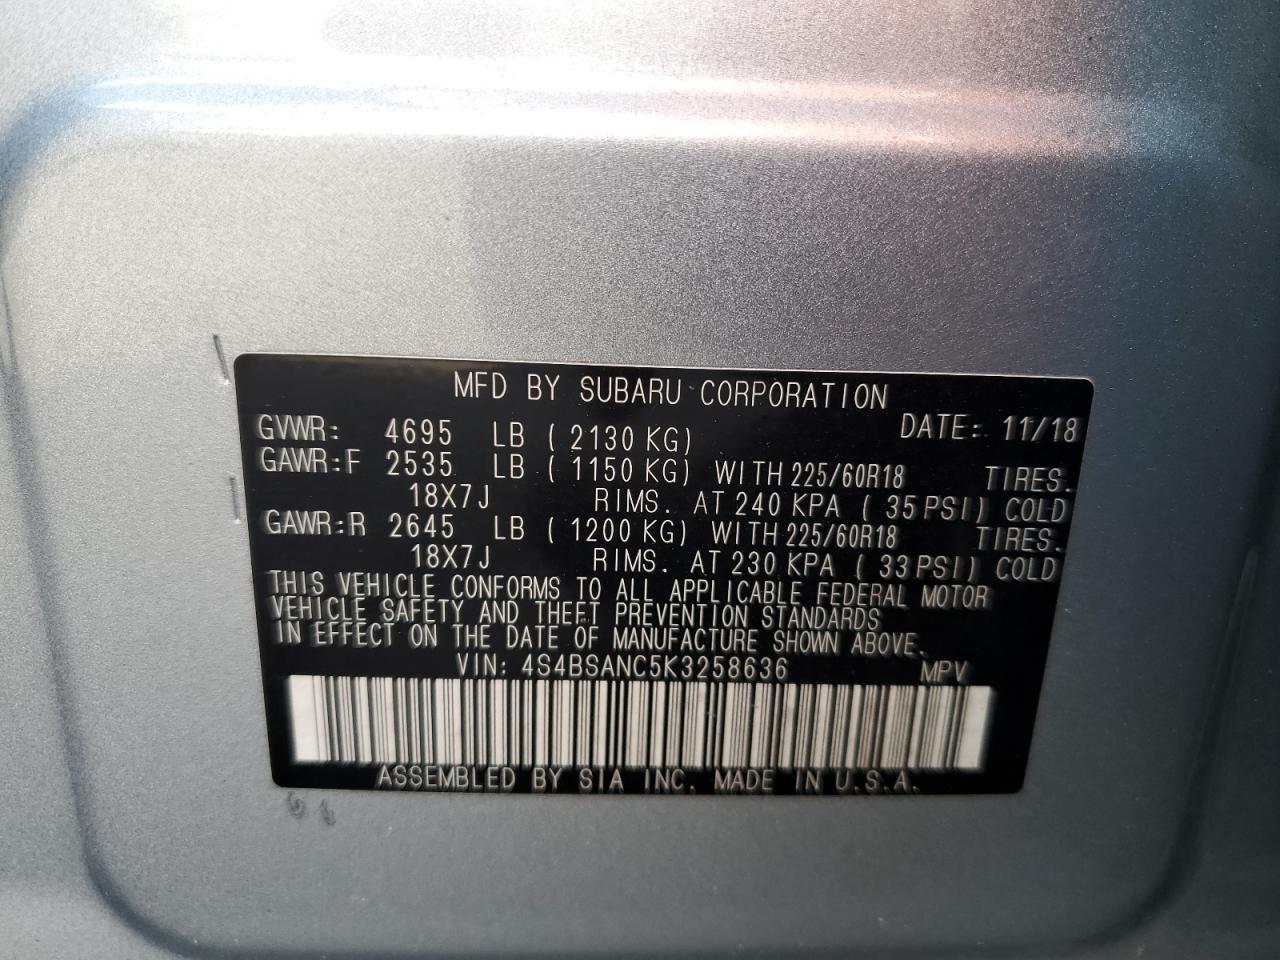 MFD BY SUBARU CORPORATION
GVWR: 4695 LB ( 2130 KG) DATE: 11/18
GAWR:F 2535 LB ( 1150 KG) WITH 225/60R18 TIRES.
18X7J RIMS. AT 240 KPA ( 35 PSI) COLD
GAWR:R 2645 LB ( 1200 KG) WITH 225/60R18 TIRES.
18X7J RIMS. AT 230 KPA ( 33 PSI) COLD
THIS VEHICLE CONFORMS TO ALL APPLICABLE FEDERAL MOTOR
VEHICLE SAFETY AND THEFT PREVENTION STANDARDS
IN EFFECT ON THE DATE OF MANUFACTURE SHOWN ABOVE.
VIN: 4S4BSANC5K3258636 MPV
ASSEMBLED BY SIA INC. MADE IN U.S.A.